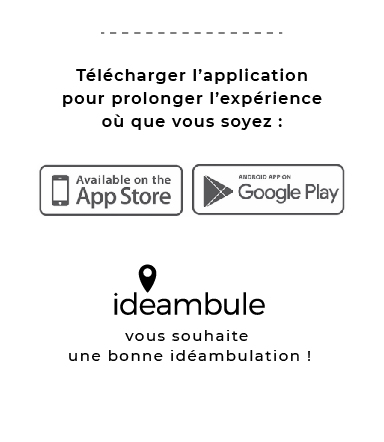 Télécharger l'application
pour prolonger l'expérience
où que vous soyez :
Available on the
App Store
ANDROID APP ON
Google Play
ideambule
vous souhaite
une bonne idéambulation !